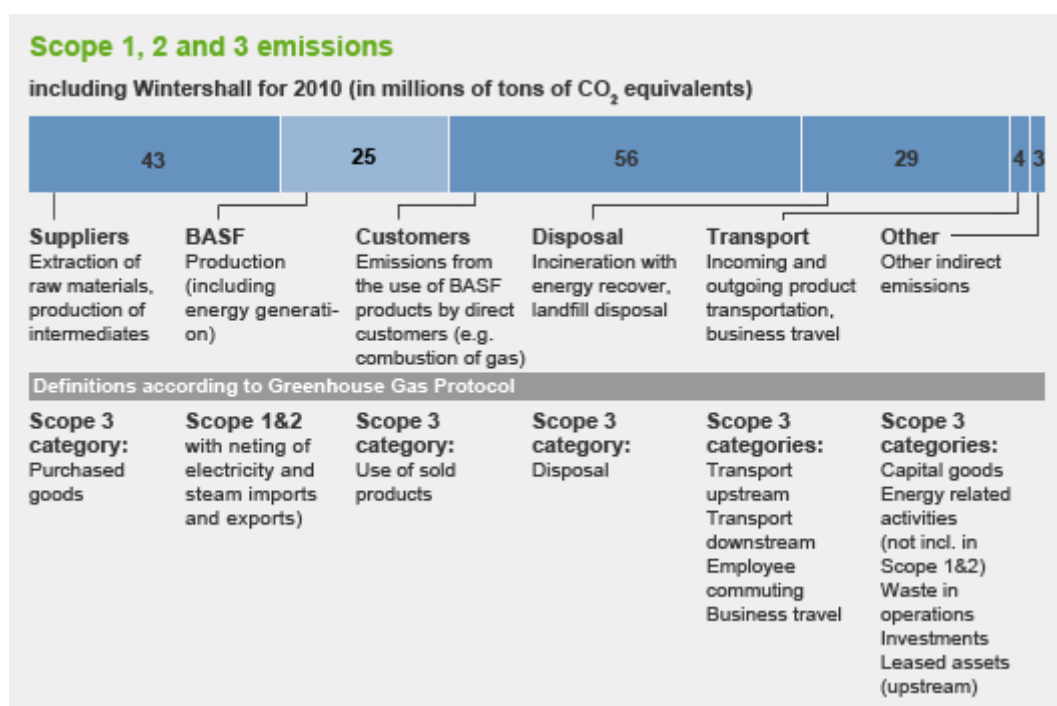 Scope 1, 2 and 3 emissions
including Wintershall for 2010 (in millions of tons of CO₂ equivalents)
43
25
56
29
4
3
Suppliers
Extraction of
raw materials,
production of
intermediates
BASF
Production
(including
energy generati-
on)
Customers
Emissions from
the use of BASF
products by direct
customers (e.g.
combustion of gas)
Disposal
Incineration with
energy recover,
landfill disposal
Transport
Incoming and
outgoing product
transportation,
business travel
Other
Other indirect
emissions
Definitions according to Greenhouse Gas Protocol
Scope 3
category:
Purchased
goods
Scope 1&2
with neting of
electricity and
steam imports
and exports)
Scope 3
category:
Use of sold
products
Scope 3
category:
Disposal
Scope 3
categories:
Transport
upstream
Transport
downstream
Employee
commuting
Business travel
Scope 3
categories:
Capital goods
Energy related
activities
(not incl. in
Scope 1&2)
Waste in
operations
Investments
Leased assets
(upstream)